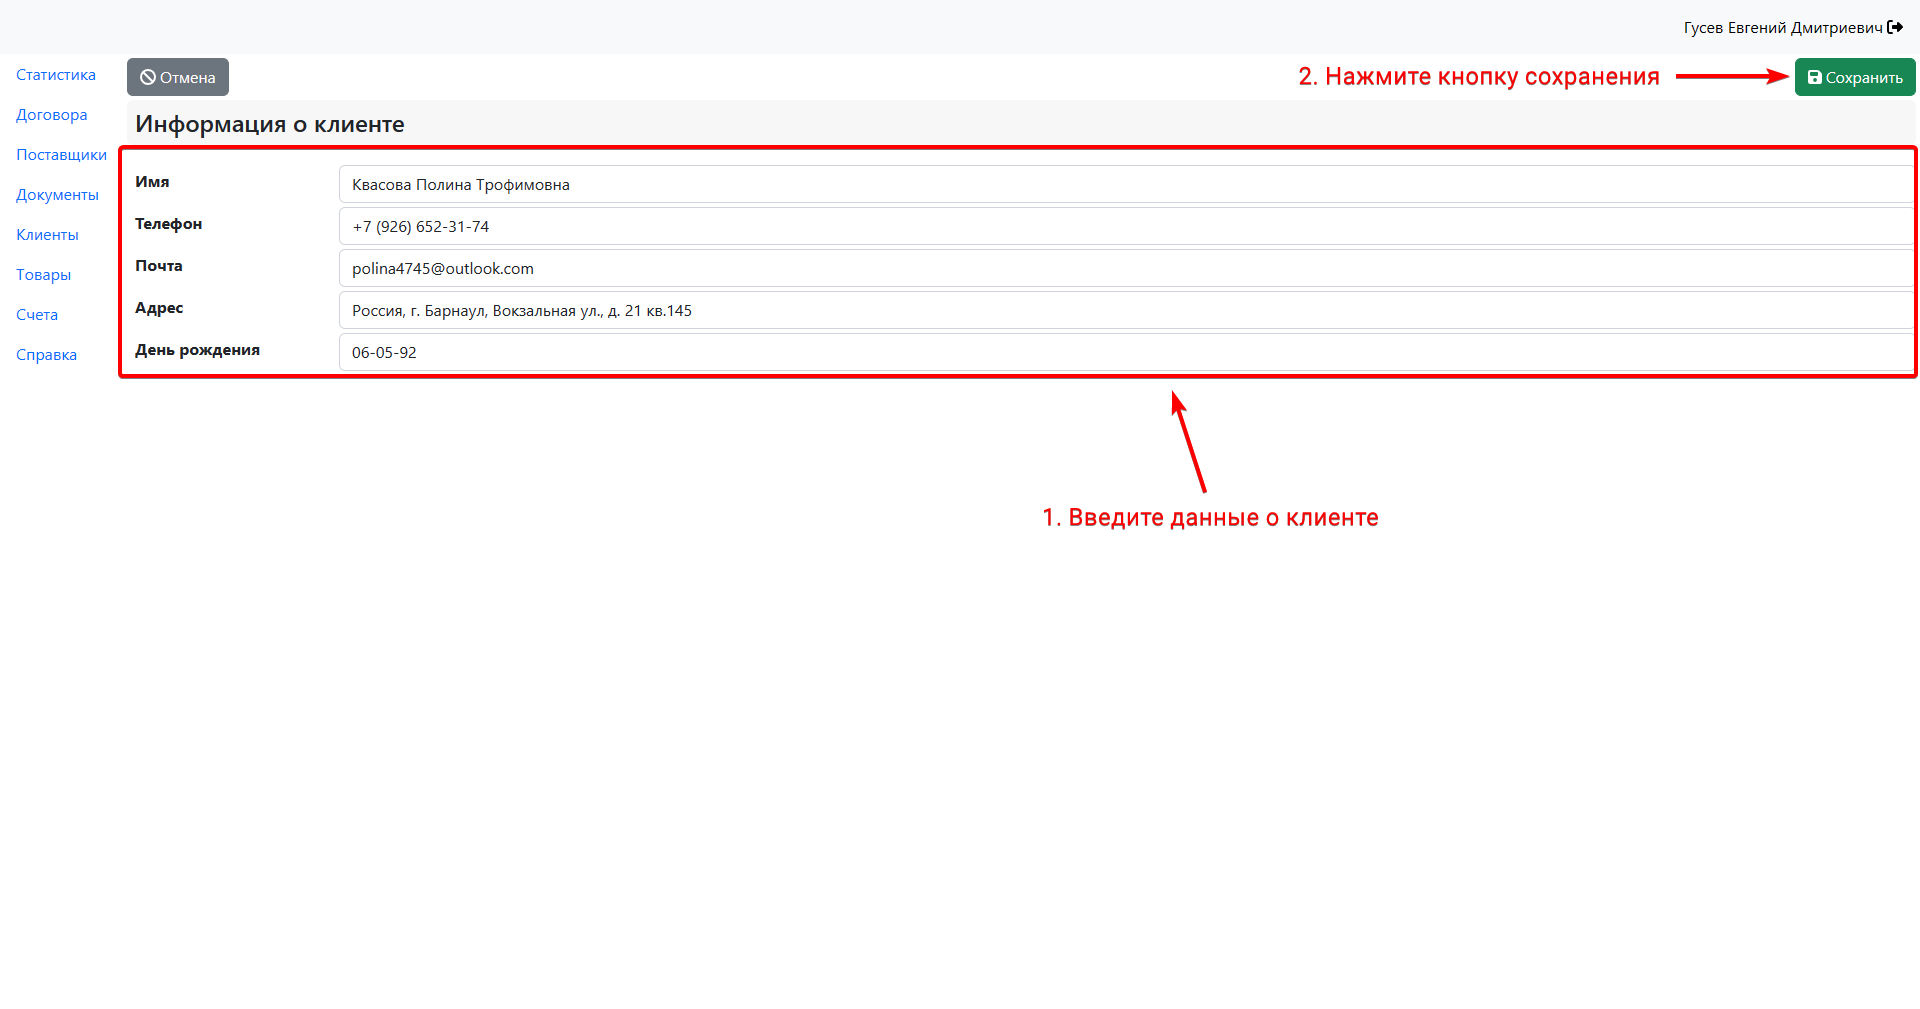 Гусев Евгений Дмитриевич
Статистика
Договора
Поставщики
Документы
Клиенты
Товары
Счета
Справка
Отмена
2. Нажмите кнопку сохранения
Сохранить
Информация о клиенте
Имя Квасова Полина Трофимовна
Телефон +7 (926) 652-31-74
Почта polina4745@outlook.com
Адрес Россия, г. Барнаул, Вокзальная ул., д. 21 кв.145
День рождения 06-05-92
1. Введите данные о клиенте